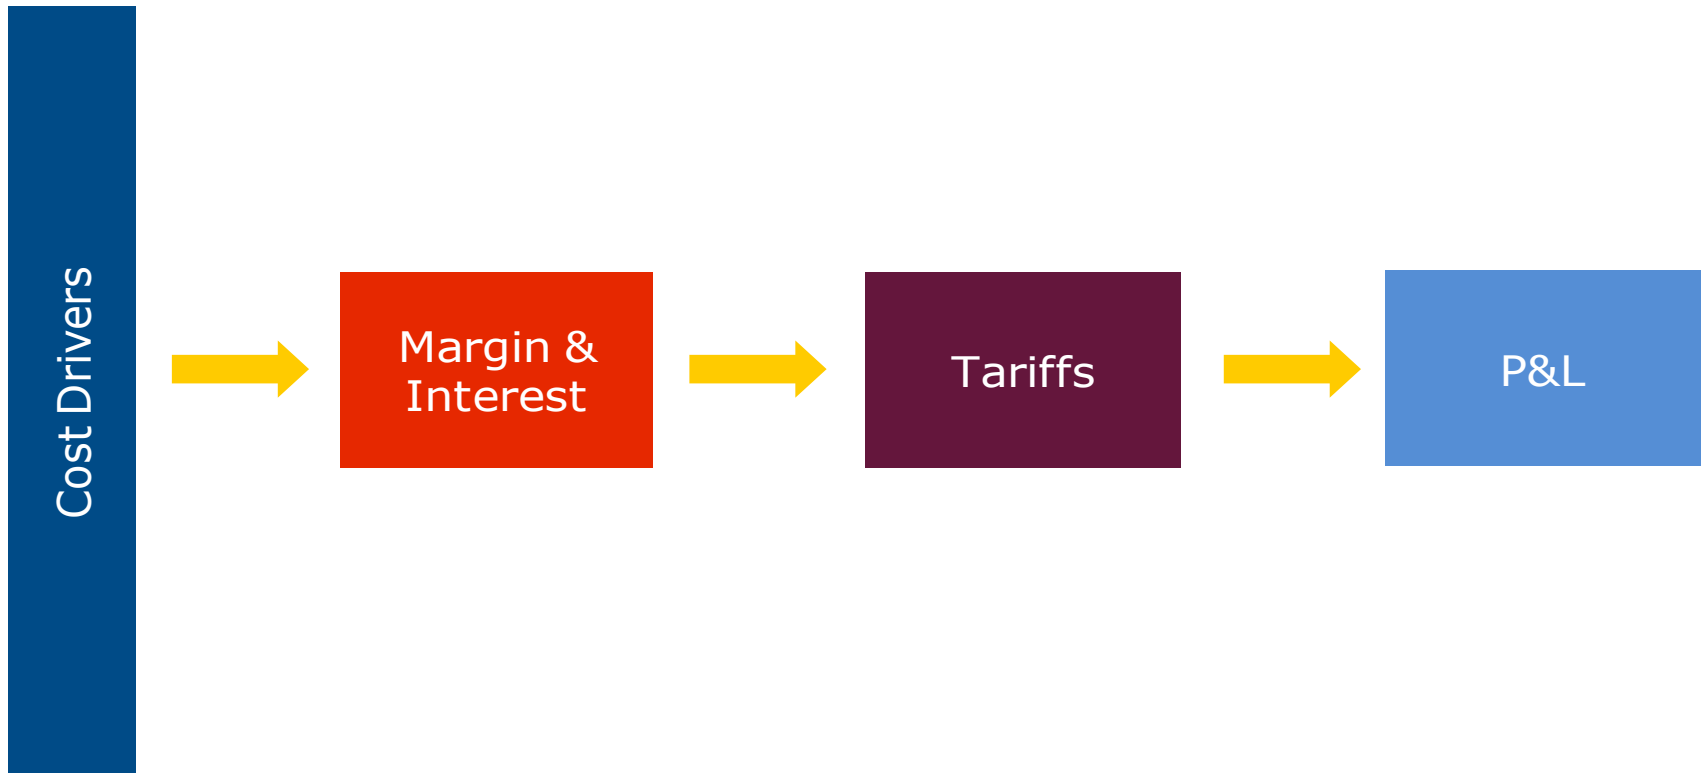 Cost Drivers
Margin &
Interest
Tariffs
P&L